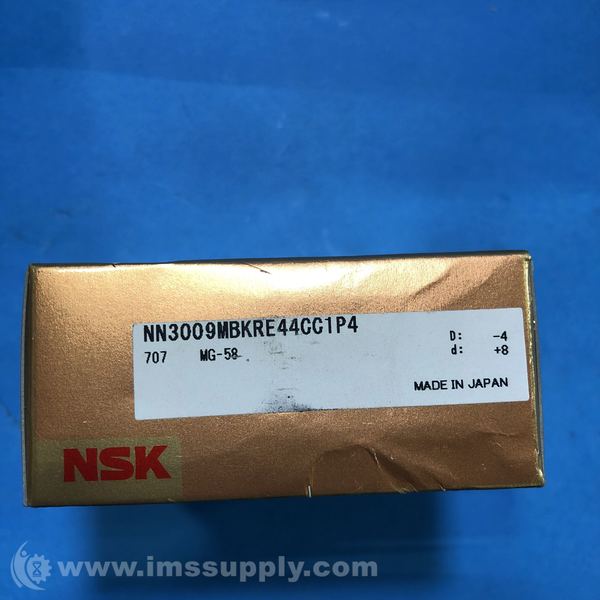 NN3009MBKRE44CC1P4
707 MG-58
D: -4
d: +8
MADE IN JAPAN
NSK
www.imssupply.com